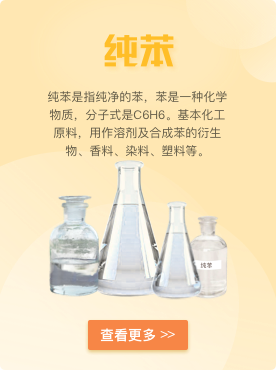 纯苯
纯苯是指纯净的苯，苯是一种化学
物质，分子式是C6H6。基本化工
原料，用作溶剂及合成苯的衍生
物、香料、染料、塑料等。
纯苯
查看更多 >>